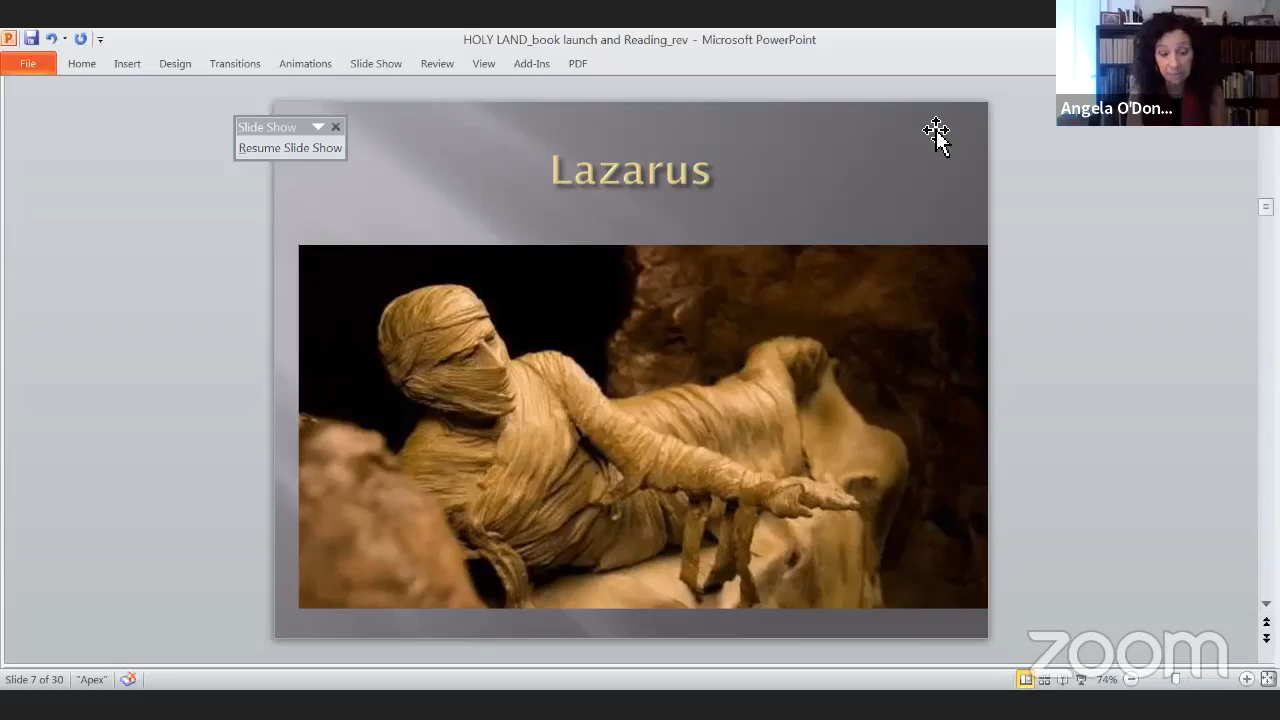 HOLY LAND_book launch and Reading_rev - Microsoft PowerPoint
File Home Insert Design Transitions Animations Slide Show Review View Add-Ins PDF
Angela O'Don...
Slide Show
Resume Slide Show
Lazarus
zoom
Slide 7 of 30 "Apex" 74%